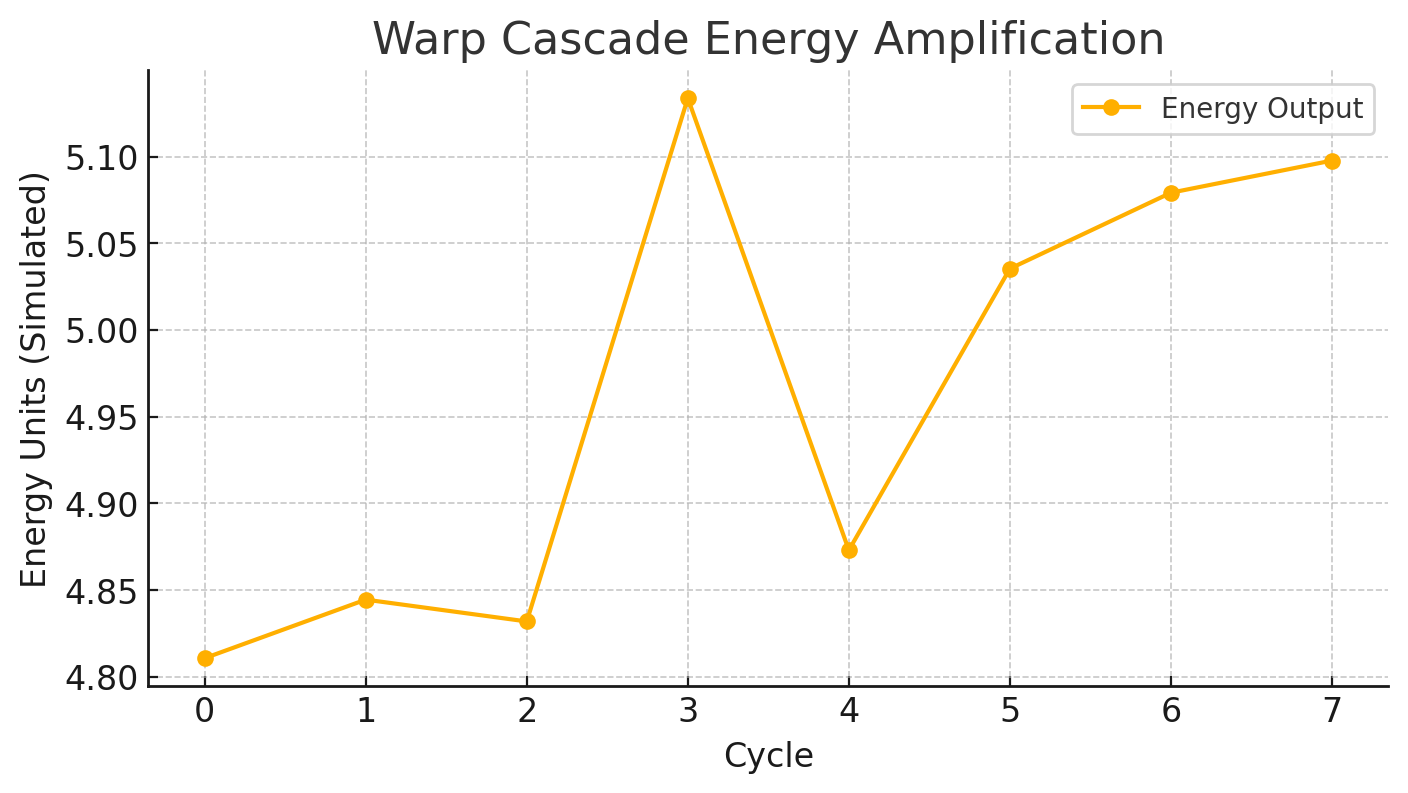 Warp Cascade Energy Amplification
Energy Output
Energy Units (Simulated)
5.10
5.05
5.00
4.95
4.90
4.85
4.80
0 1 2 3 4 5 6 7
Cycle